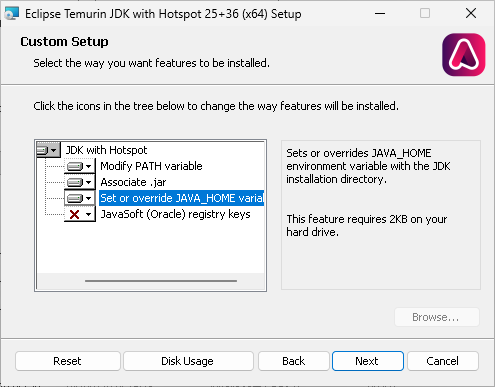 Eclipse Temurin JDK with Hotspot 25+36 (x64) Setup
Custom Setup
Select the way you want features to be installed.
Click the icons in the tree below to change the way features will be installed.
JDK with Hotspot
Modify PATH variable
Associate .jar
Set or override JAVA_HOME varial
JavaSoft (Oracle) registry keys
Sets or overrides JAVA_HOME
environment variable with the JDK
installation directory.
This feature requires 2KB on your
hard drive.
Browse...
Reset
Disk Usage
Back
Next
Cancel